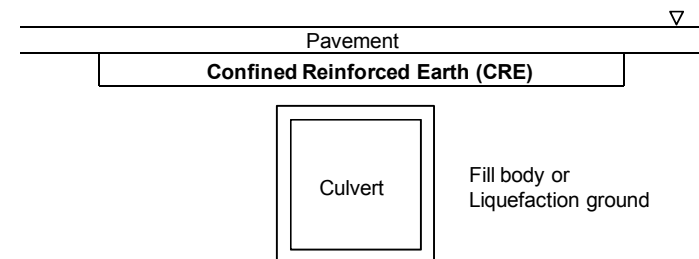 Pavement
Confined Reinforced Earth (CRE)
Culvert
Fill body or
Liquefaction ground